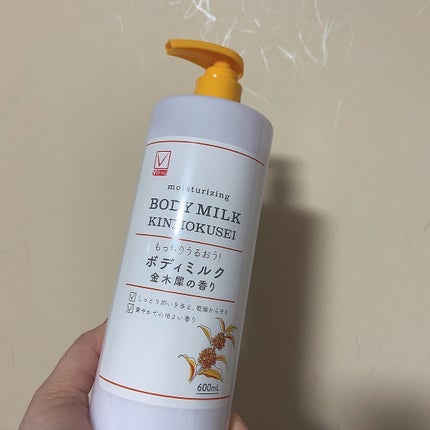 moisturizing
BODY MILK
KINMOKUSEI
もっちりうるおう!
ボディミルク
金木犀の香り
しっとり潤いを与え、乾燥から守る
華やかで心地よい香り
600mL